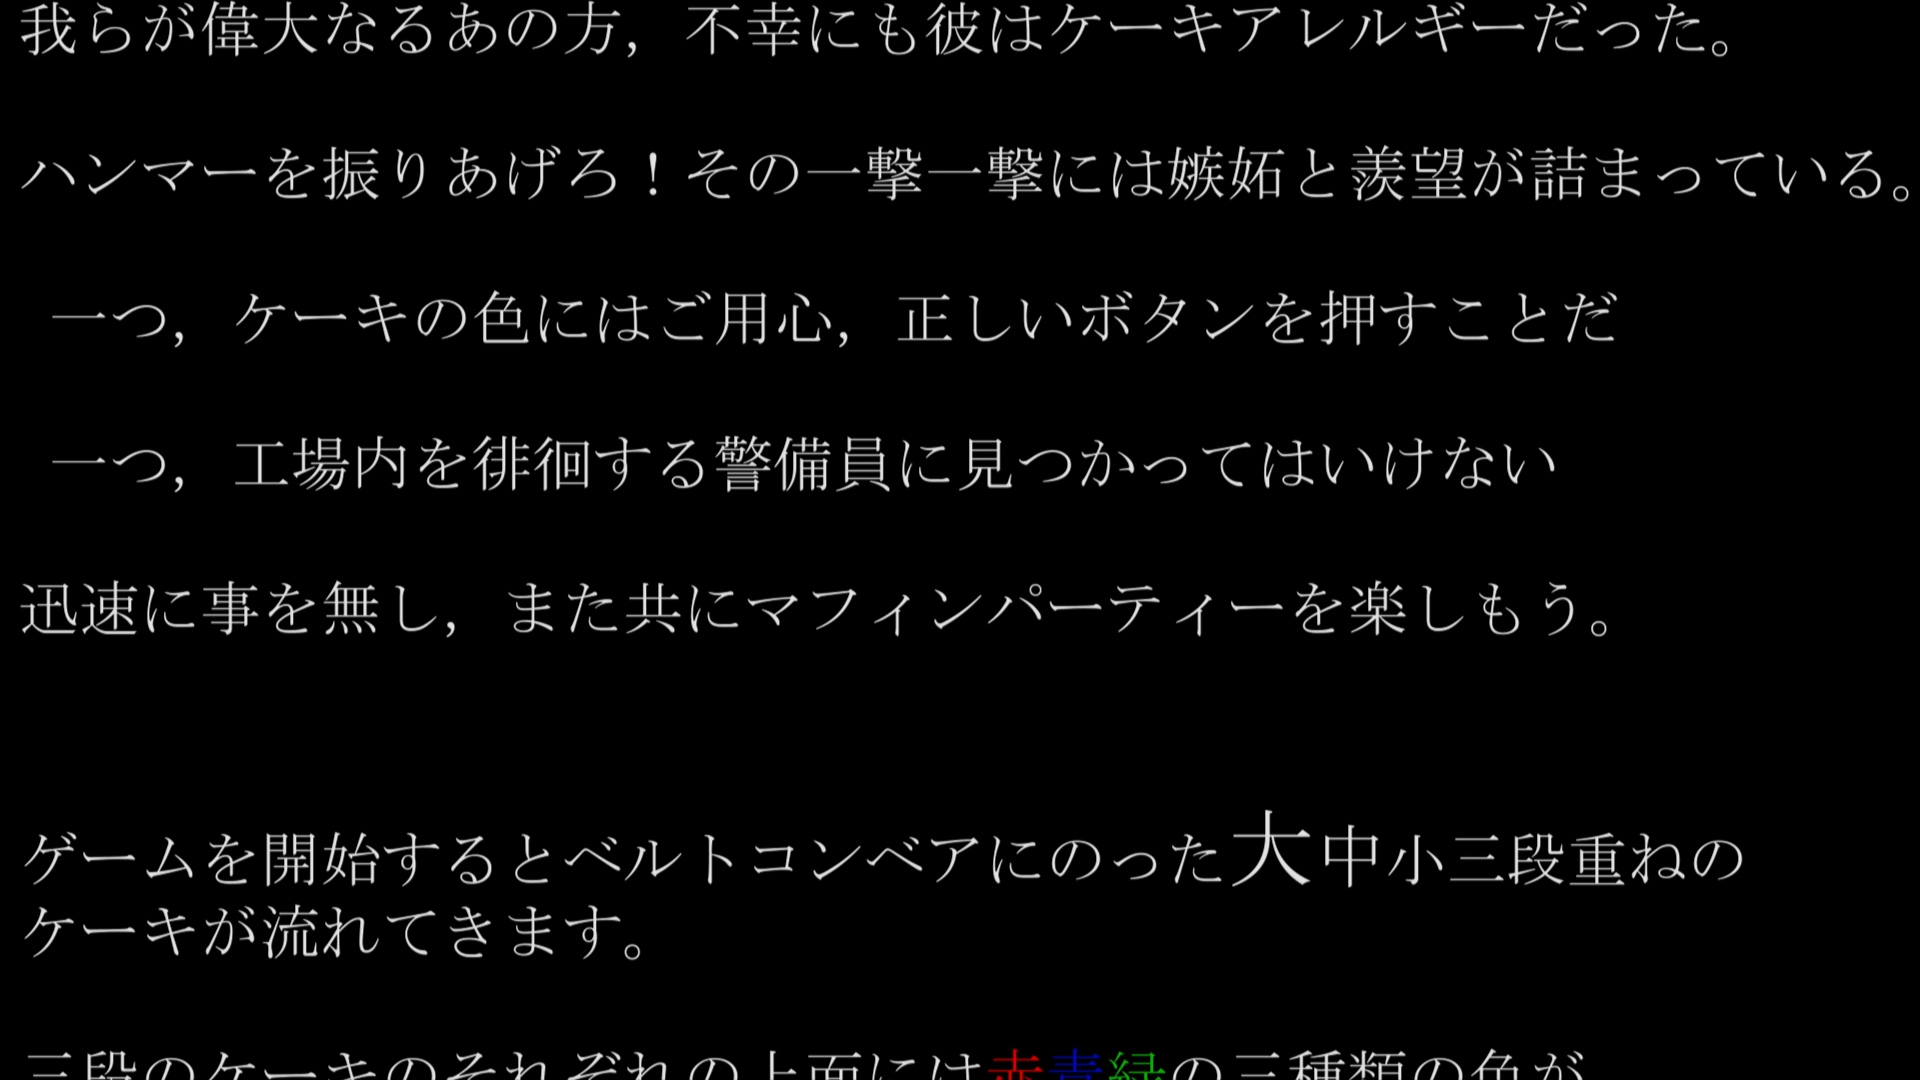 我らが偉大なるあの方，不幸にも彼はケーキアレルギーだった。
ハンマーを振りあげろ！その一撃一撃には嫉妬と羨望が詰まっている。
一つ，ケーキの色にはご用心，正しいボタンを押すことだ
一つ，工場内を徘徊する警備員に見つかってはいけない
迅速に事を無し，また共にマフィンパーティーを楽しもう。
ゲームを開始するとベルトコンベアにのった大中小三段重ねの
ケーキが流れてきます。
三段のケーキのそれぞれの上面には赤青緑の三種類の色が